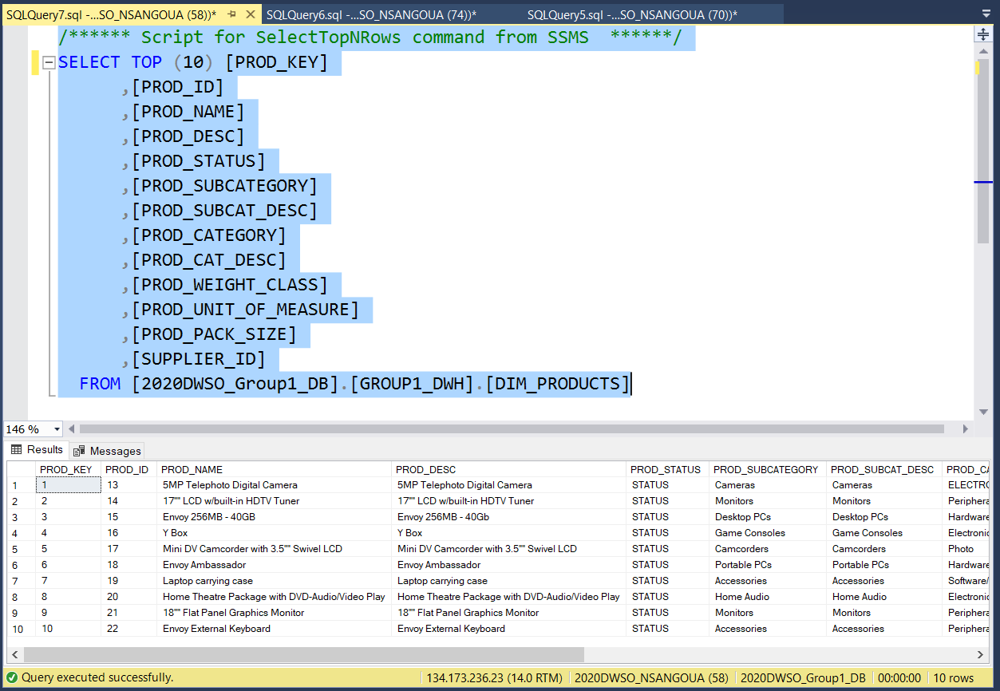 SQLQuery7.sql -...SO_NSANGOUA (58))* SQLQuery6.sql -...SO_NSANGOUA (74))* SQLQuery5.sql -...SO_NSANGOUA (70))*
/****** Script for SelectTopNRows command from SSMS  ******/
SELECT TOP (10) [PROD_KEY]
,[PROD_ID]
,[PROD_NAME]
,[PROD_DESC]
,[PROD_STATUS]
,[PROD_SUBCATEGORY]
,[PROD_SUBCAT_DESC]
,[PROD_CATEGORY]
,[PROD_CAT_DESC]
,[PROD_WEIGHT_CLASS]
,[PROD_UNIT_OF_MEASURE]
,[PROD_PACK_SIZE]
,[SUPPLIER_ID]
FROM [2020DWSO_Group1_DB].[GROUP1_DWH].[DIM_PRODUCTS]
146 %
Results Messages
PROD_KEY PROD_ID PROD_NAME PROD_DESC PROD_STATUS PROD_SUBCATEGORY PROD_SUBCAT_DESC PROD_CA
1 1 13 5MP Telephoto Digital Camera 5MP Telephoto Digital Camera STATUS Cameras Cameras ELECTRO
2 2 14 17"" LCD w/built-in HDTV Tuner 17"" LCD w/built-in HDTV Tuner STATUS Monitors Monitors Periphera
3 3 15 Envoy 256MB - 40GB Envoy 256MB - 40Gb STATUS Desktop PCs Desktop PCs Hardware
4 4 16 Y Box Y Box STATUS Game Consoles Game Consoles Electronic
5 5 17 Mini DV Camcorder with 3.5"" Swivel LCD Mini DV Camcorder with 3.5"" Swivel LCD STATUS Camcorders Camcorders Photo
6 6 18 Envoy Ambassador Envoy Ambassador STATUS Portable PCs Portable PCs Hardware
7 7 19 Laptop carrying case Laptop carrying case STATUS Accessories Accessories Software/
8 8 20 Home Theatre Package with DVD-Audio/Video Play Home Theatre Package with DVD-Audio/Video Play STATUS Home Audio Home Audio Electronic
9 9 21 18"" Flat Panel Graphics Monitor 18"" Flat Panel Graphics Monitor STATUS Monitors Monitors Periphera
10 10 22 Envoy External Keyboard Envoy External Keyboard STATUS Accessories Accessories Periphera
Query executed successfully. 134.173.236.23 (14.0 RTM) 2020DWSO_NSANGOUA (58) 2020DWSO_Group1_DB 00:00:00 10 rows